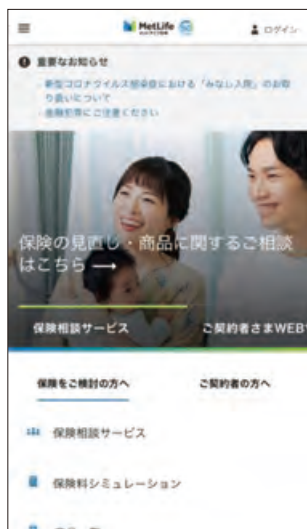 MetLife
ログイン
重要なお知らせ
新型コロナウイルス感染症における「みなし入院」のお取
り扱いについて
金融犯罪にご注意ください
保険の見直し・商品に関するご相談
はこちら →
保険相談サービス
ご契約者さまWEBサ
保険をご検討の方へ
ご契約者の方へ
保険相談サービス
保険料シミュレーション